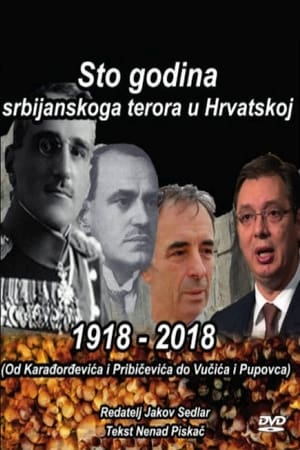 Sto godina
srbijanskoga terora u Hrvatskoj
1918 - 2018
(Od Karađorđevića i Pribičevića do Vučića i Pupovca)
Redatelj Jakov Sedlar
Tekst Nenad Piskač
DVD